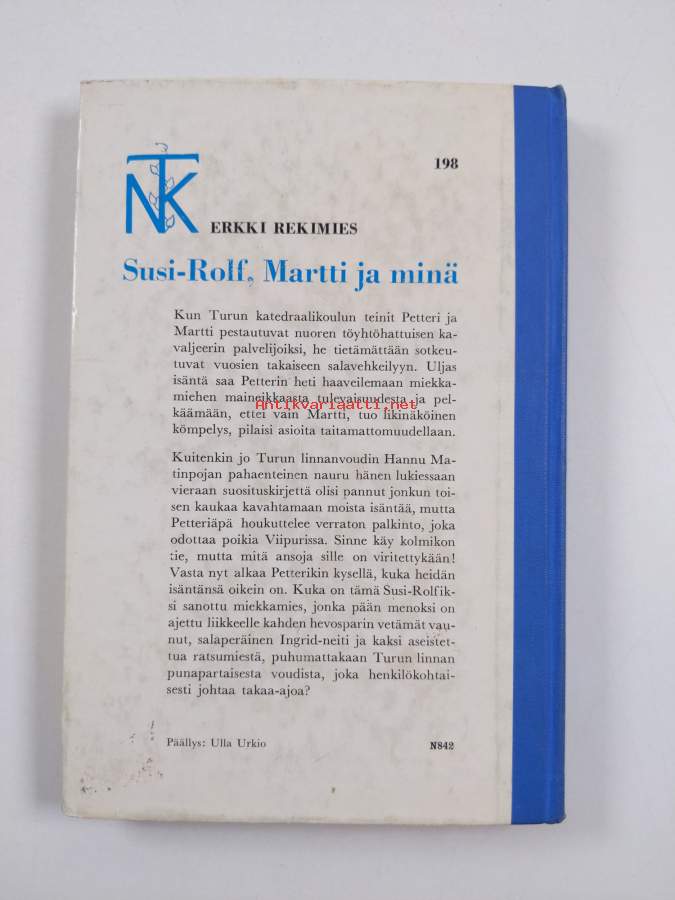 NTK
198
ERKKI REKIMIES
Susi-Rolf, Martti ja minä
Kun Turun katedraalikoulun teinit Petteri ja
Martti pestautuvat nuoren töyhtöhattuisen ka-
valjeerin palvelijoiksi, he tietämättään sotkeu-
tuvat vuosien takaiseen salavehkeilyyn. Uljas
isäntä saa Petterin heti haaveilemaan miekka-
miehen maineikkaasta tulevaisuudesta ja pel-
Antikvariaatti.net
käämään, ettei vain Martti, tuo likinäköinen
kömpelys, pilaisi asioita taitamattomuudellaan.
Kuitenkin jo Turun linnanvoudin Hannu Ma-
tinpojan pahaenteinen nauru hänen lukiessaan
vieraan suosituskirjettä olisi pannut jonkun toi-
sen kaukaa kavahtamaan moista isäntää, mutta
Petteriäpä houkuttelee verraton palkinto, joka
odottaa poikia Viipurissa. Sinne käy kolmikon
tie, mutta mitä ansoja sille on viritettykään!
Vasta nyt alkaa Petterikin kysellä, kuka heidän
isäntänsä oikein on. Kuka on tämä Susi-Rolfik-
si sanottu miekkamies, jonka pään menoksi on
ajettu liikkeelle kahden hevosparin vetämät vau-
nut, salaperäinen Ingrid-neiti ja kaksi aseistet-
tua ratsumiestä, puhumattakaan Turun linnan
punapartaisesta voudista, joka henkilökohtai-
sesti johtaa takaa-ajoa?
Päällys: Ulla Urkio
N842